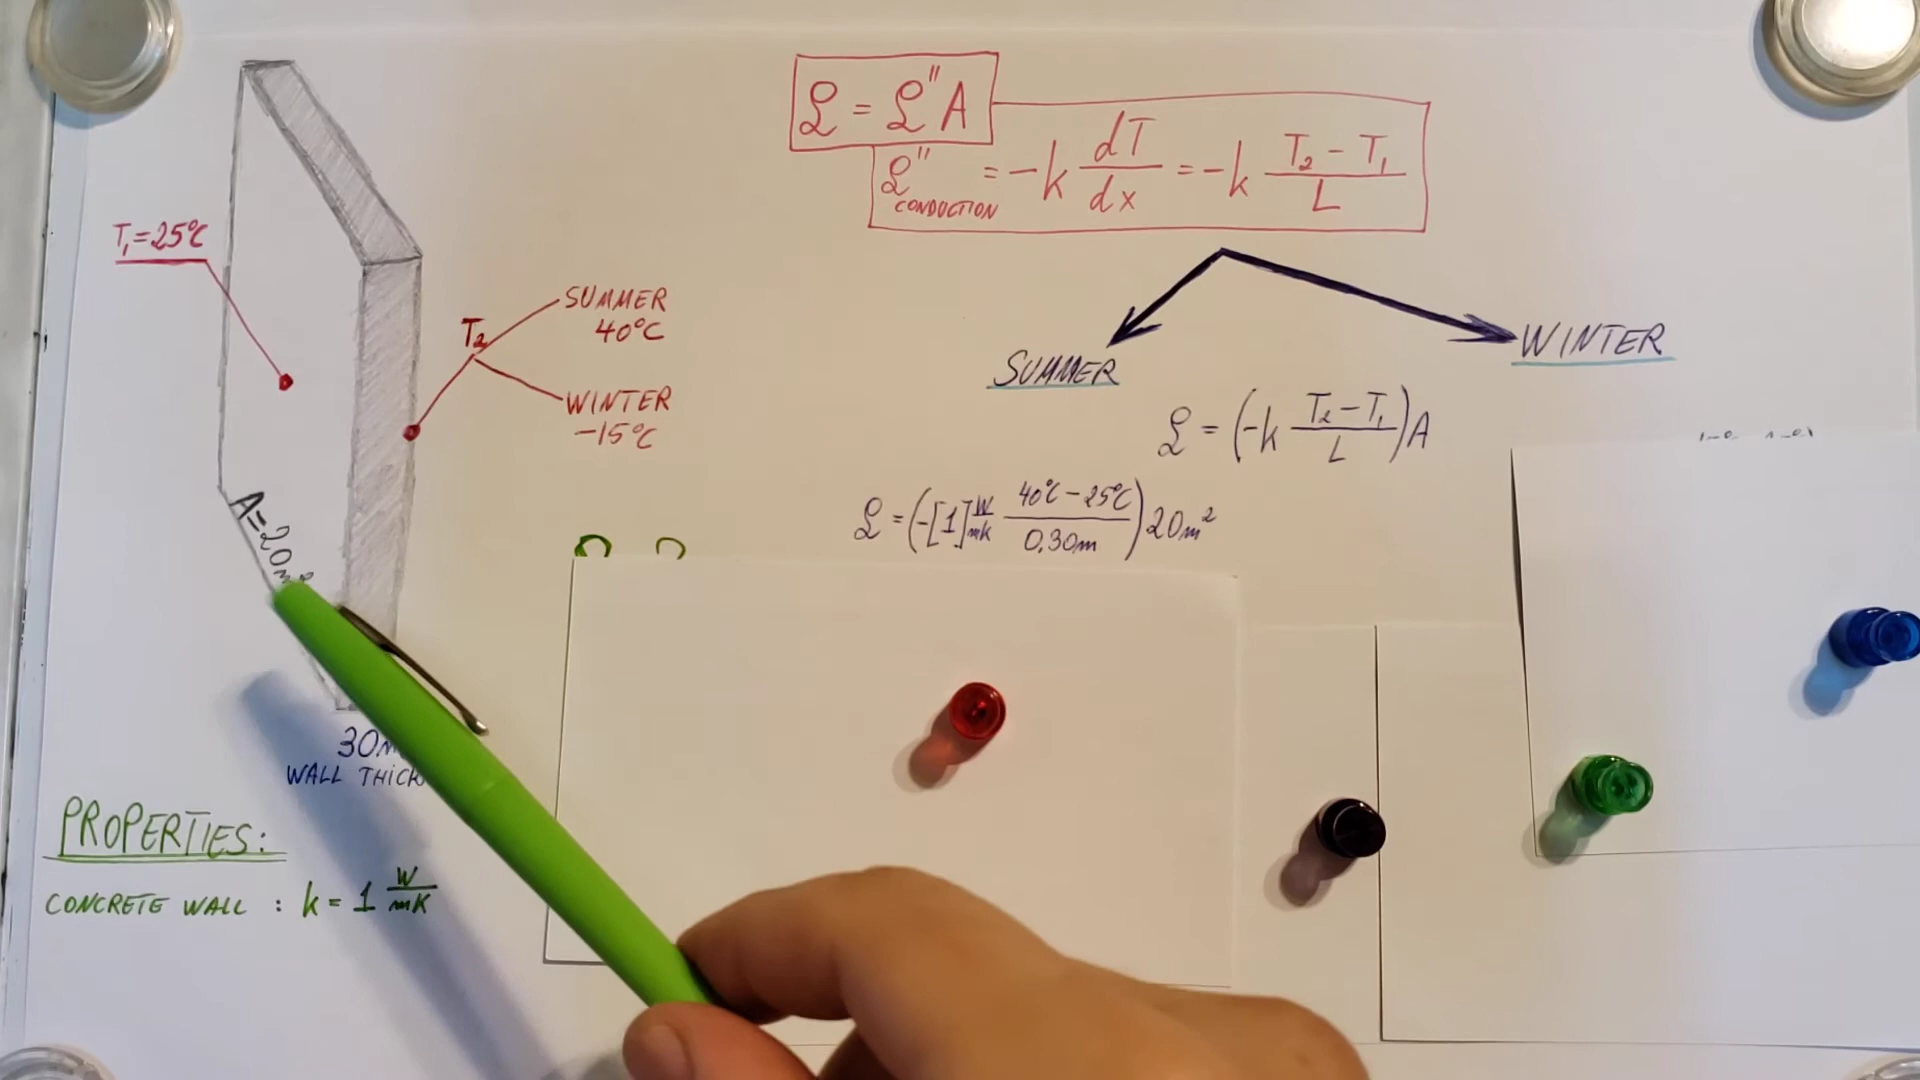 T₁=25°C
T₂
SUMMER
40°C
WINTER
-15°C
A=20m²
30
WALL THICK
PROPERTIES:
CONCRETE WALL : k = 1 W/mK
q = q"A
q" CONDUCTION = -k dT/dx = -k (T₂ - T₁)/L
SUMMER
WINTER
q = (-k (T₂ - T₁)/L)A
q = (-[1] W/mK (40°C - 25°C)/0.30m) 20m²